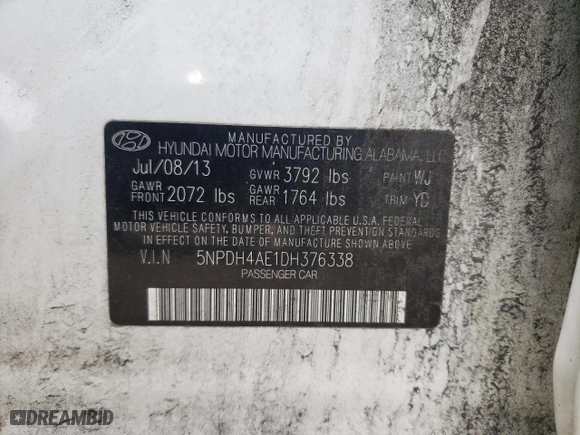 MANUFACTURED BY
HYUNDAI MOTOR MANUFACTURING ALABAMA, LLC
Jul/08/13 GVWR 3792 lbs PAINT WJ
GAWR FRONT 2072 lbs GAWR REAR 1764 lbs TRIM YD
THIS VEHICLE CONFORMS TO ALL APPLICABLE U.S.A. FEDERAL
MOTOR VEHICLE SAFETY, BUMPER, AND THEFT PREVENTION STANDARDS
IN EFFECT ON THE DATE OF MANUFACTURE SHOWN ABOVE.
V.I.N 5NPDH4AE1DH376338
PASSENGER CAR
DREAMBID